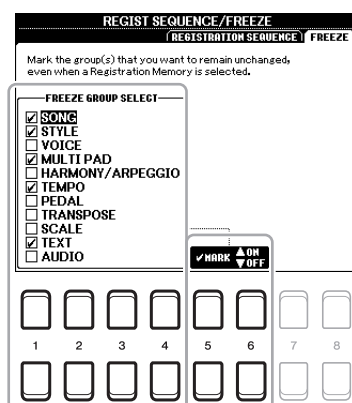 REGIST SEQUENCE/FREEZE
REGISTRATION SEQUENCE FREEZE
Mark the group(s) that you want to remain unchanged,
even when a Registration Memory is selected.
FREEZE GROUP SELECT
SONG
STYLE
VOICE
MULTI PAD
HARMONY/ARPEGGIO
TEMPO
PEDAL
TRANSPOSE
SCALE
TEXT
AUDIO
✓MARK ▲ON
▼OFF
1 2 3 4 5 6 7 8